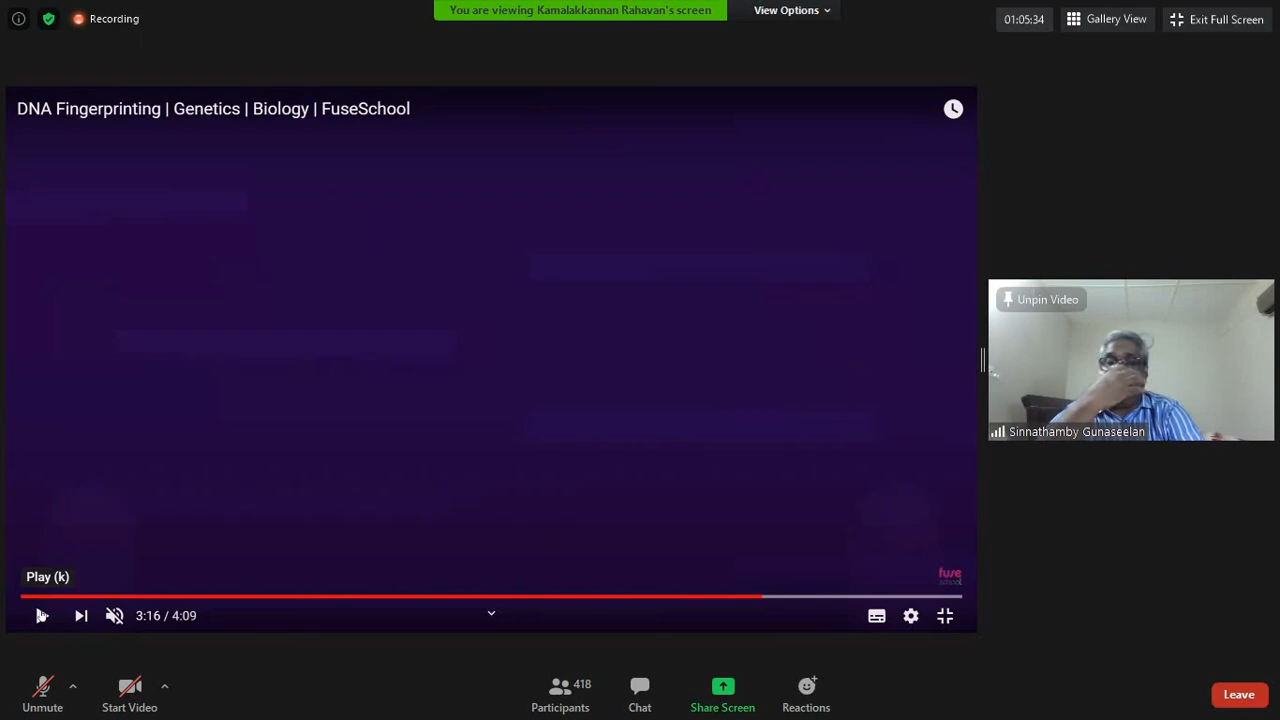 Recording
You are viewing Kamalakkannan Rahavan's screen
View Options
01:05:34
Gallery View
Exit Full Screen
DNA Fingerprinting | Genetics | Biology | FuseSchool
Unpin Video
Sinnathamby Gunaseelan
Play (k)
fuse
school
3:16 / 4:09
Unmute
Start Video
418
Participants
Chat
Share Screen
Reactions
Leave